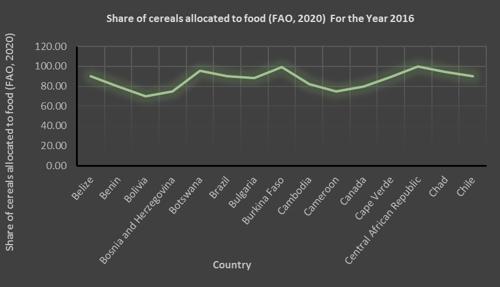 Share of cereals allocated to food (FAO, 2020) For the Year 2016
Share of cereals allocated to food (FAO, 2020)
120.00
100.00
80.00
60.00
40.00
20.00
0.00
Belize
Benin
Bolivia
Bosnia and Herzegovina
Botswana
Brazil
Bulgaria
Burkina Faso
Cambodia
Cameroon
Canada
Cape Verde
Central African Republic
Chad
Chile
Country